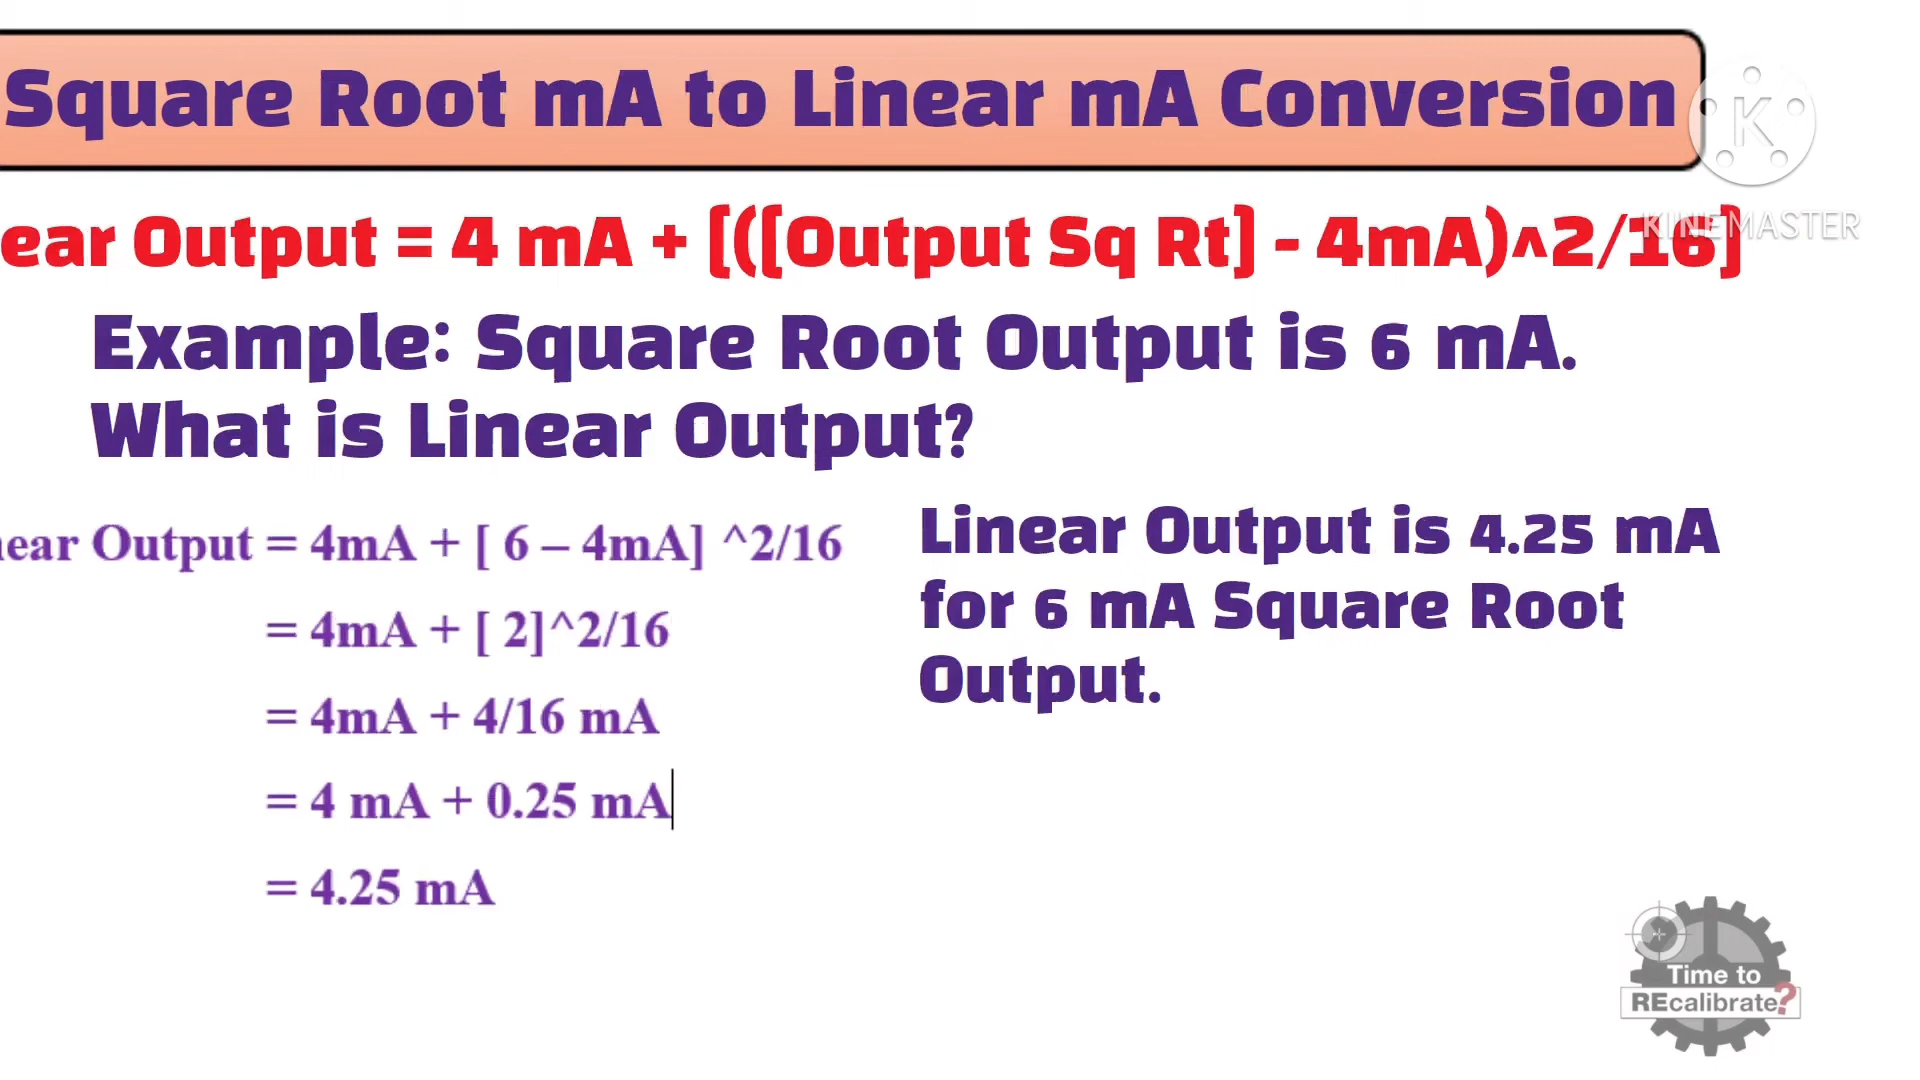 Square Root mA to Linear mA Conversion
K
KINEMASTER
ear Output = 4 mA + [([Output Sq Rt] - 4mA)^2/16]
Example: Square Root Output is 6 mA.
What is Linear Output?
near Output = 4mA + [ 6 – 4mA] ^2/16
= 4mA + [ 2]^2/16
= 4mA + 4/16 mA
= 4 mA + 0.25 mA
= 4.25 mA
Linear Output is 4.25 mA
for 6 mA Square Root
Output.
Time to
REcalibrate?